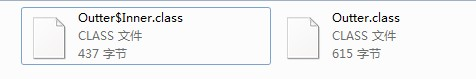 Outter$Inner.class
CLASS 文件
437 字节
Outter.class
CLASS 文件
615 字节